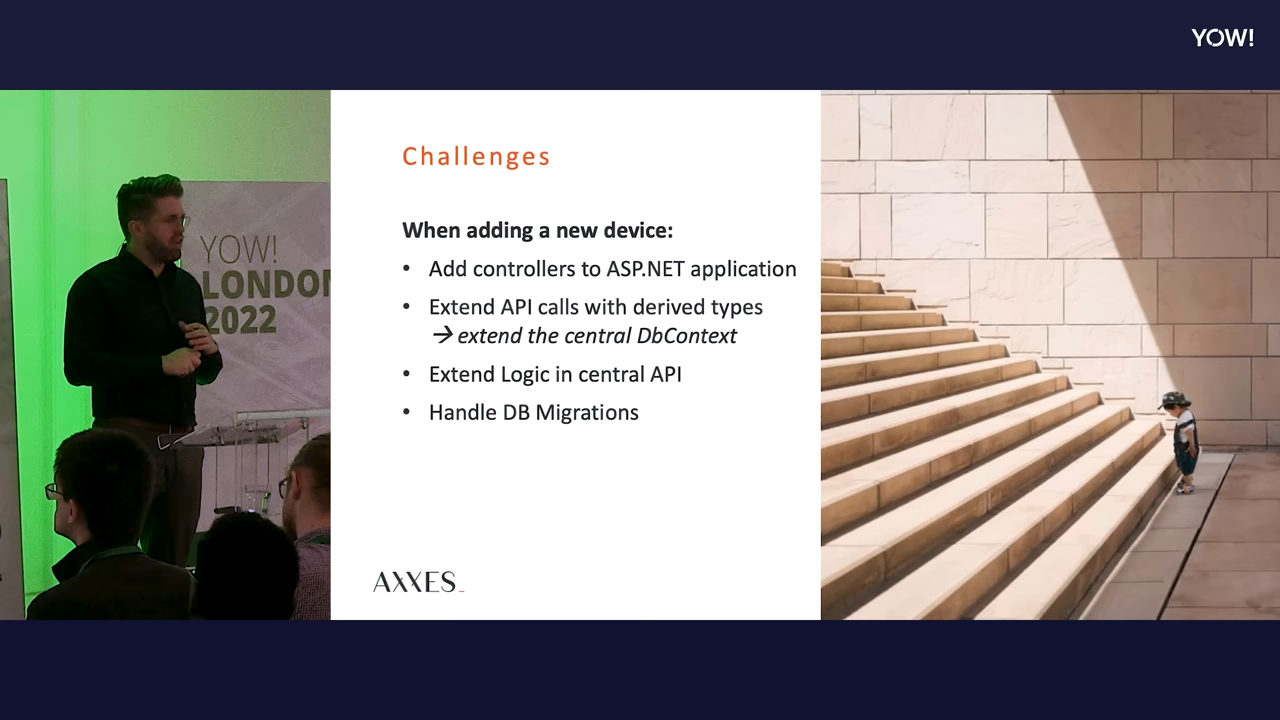 YOW!
YOW!
LONDON
2022
Challenges
When adding a new device:
• Add controllers to ASP.NET application
• Extend API calls with derived types
→ extend the central DbContext
• Extend Logic in central API
• Handle DB Migrations
AXXES_